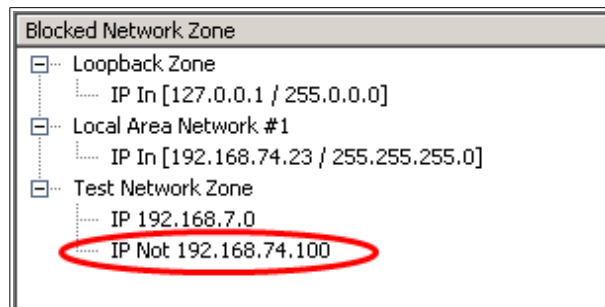 Blocked Network Zone
Loopback Zone
IP In [127.0.0.1 / 255.0.0.0]
Local Area Network #1
IP In [192.168.74.23 / 255.255.255.0]
Test Network Zone
IP 192.168.7.0
IP Not 192.168.74.100